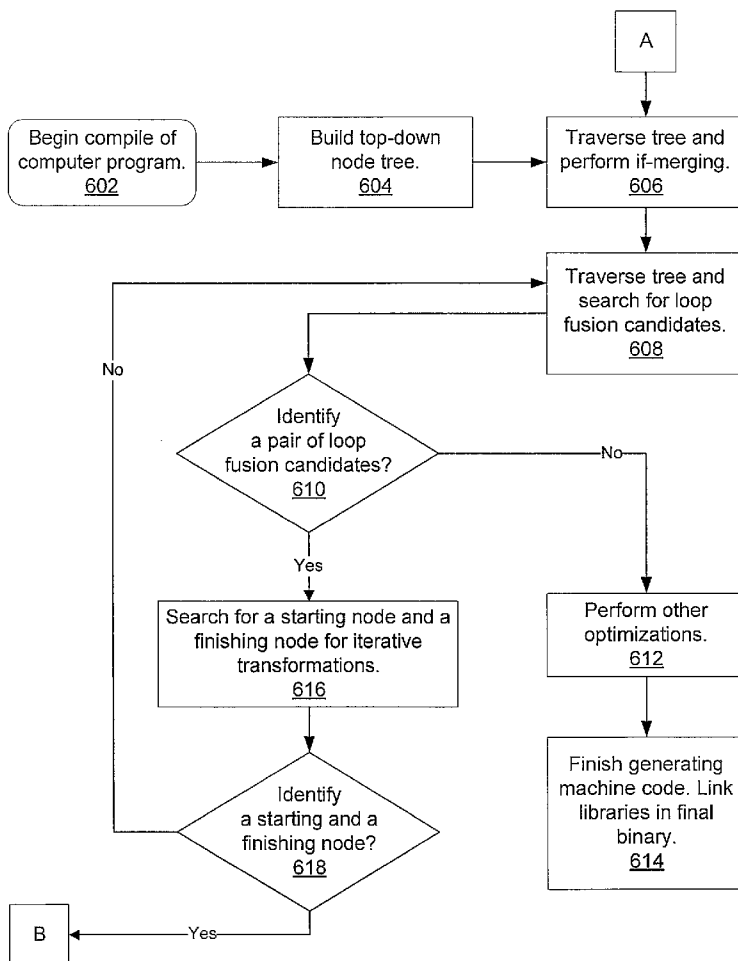 A
Begin compile of
computer program.
602
Build top-down
node tree.
604
Traverse tree and
perform if-merging.
606
Traverse tree and
search for loop
fusion candidates.
608
No
Identify
a pair of loop
fusion candidates?
610
No
Yes
Search for a starting node and a
finishing node for iterative
transformations.
616
Perform other
optimizations.
612
Identify
a starting and a
finishing node?
618
Finish generating
machine code. Link
libraries in final
binary.
614
B
Yes